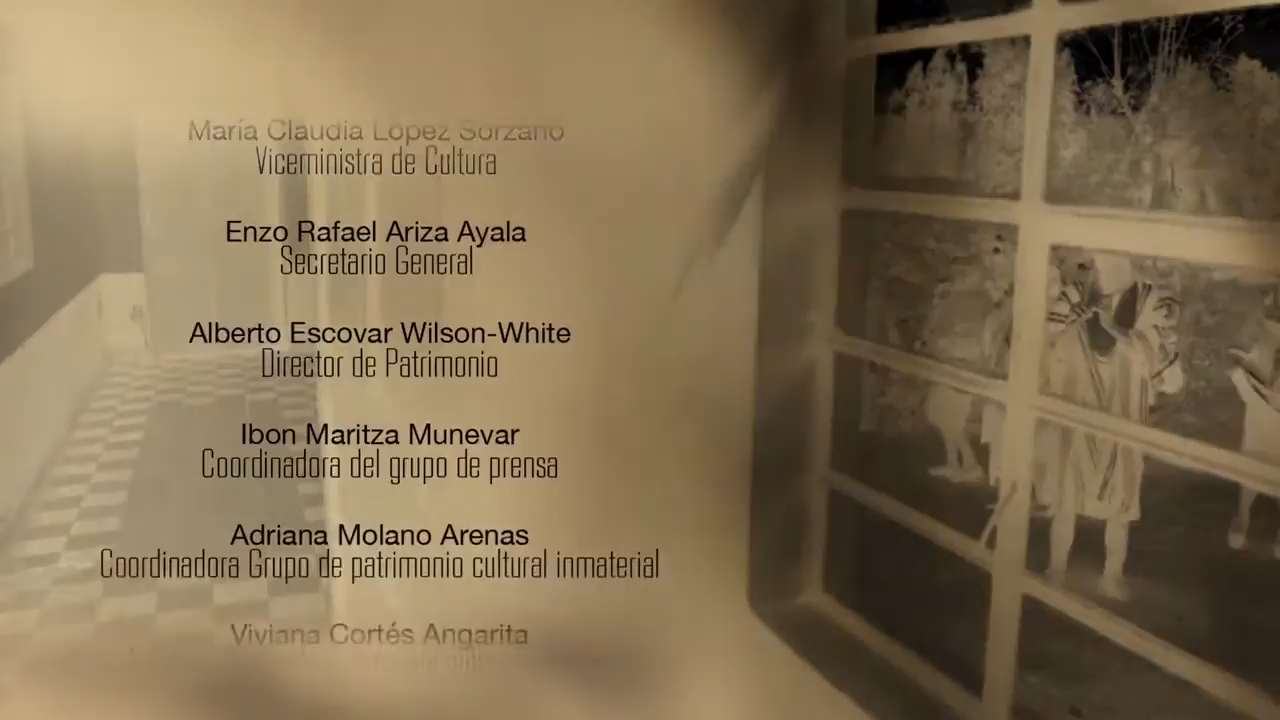 María Claudia López Sorzano
Viceministra de Cultura
Enzo Rafael Ariza Ayala
Secretario General
Alberto Escovar Wilson-White
Director de Patrimonio
Ibon Maritza Munevar
Coordinadora del grupo de prensa
Adriana Molano Arenas
Coordinadora Grupo de patrimonio cultural inmaterial
Viviana Cortés Angarita